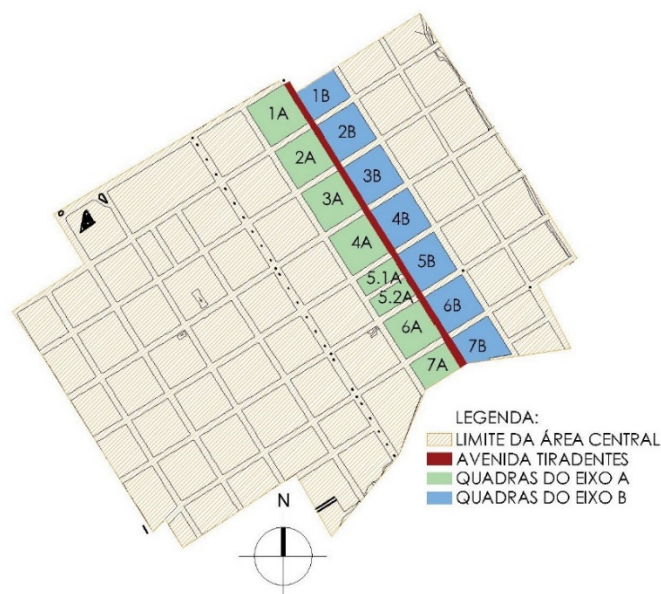 1A
1B
2A
2B
3A
3B
4A
4B
5.1A
5B
5.2A
6A
6B
7A
7B
LEGENDA:
LIMITE DA ÁREA CENTRAL
AVENIDA TIRADENTES
QUADRAS DO EIXO A
QUADRAS DO EIXO B
N